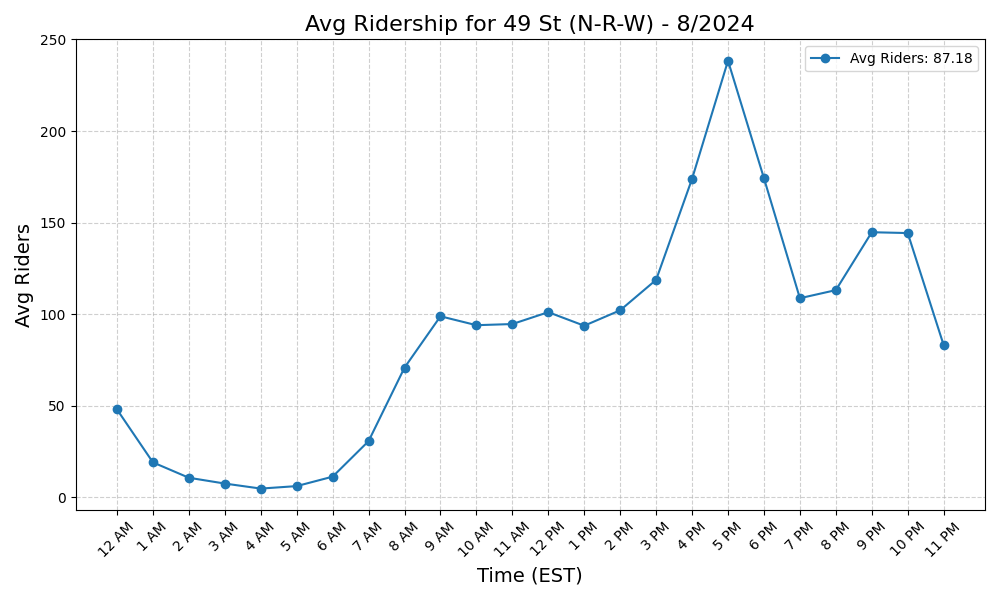 Avg Ridership for 49 St (N-R-W) - 8/2024
Avg Riders: 87.18
250
200
150
100
50
0
Avg Riders
12 AM 1 AM 2 AM 3 AM 4 AM 5 AM 6 AM 7 AM 8 AM 9 AM 10 AM 11 AM 12 PM 1 PM 2 PM 3 PM 4 PM 5 PM 6 PM 7 PM 8 PM 9 PM 10 PM 11 PM
Time (EST)